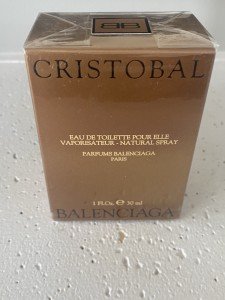 CRISTOBAL
EAU DE TOILETTE POUR ELLE
VAPORISATEUR - NATURAL SPRAY
PARFUMS BALENCIAGA
PARIS
1 Fl.Oz. ℮ 30 ml
BALENCIAGA